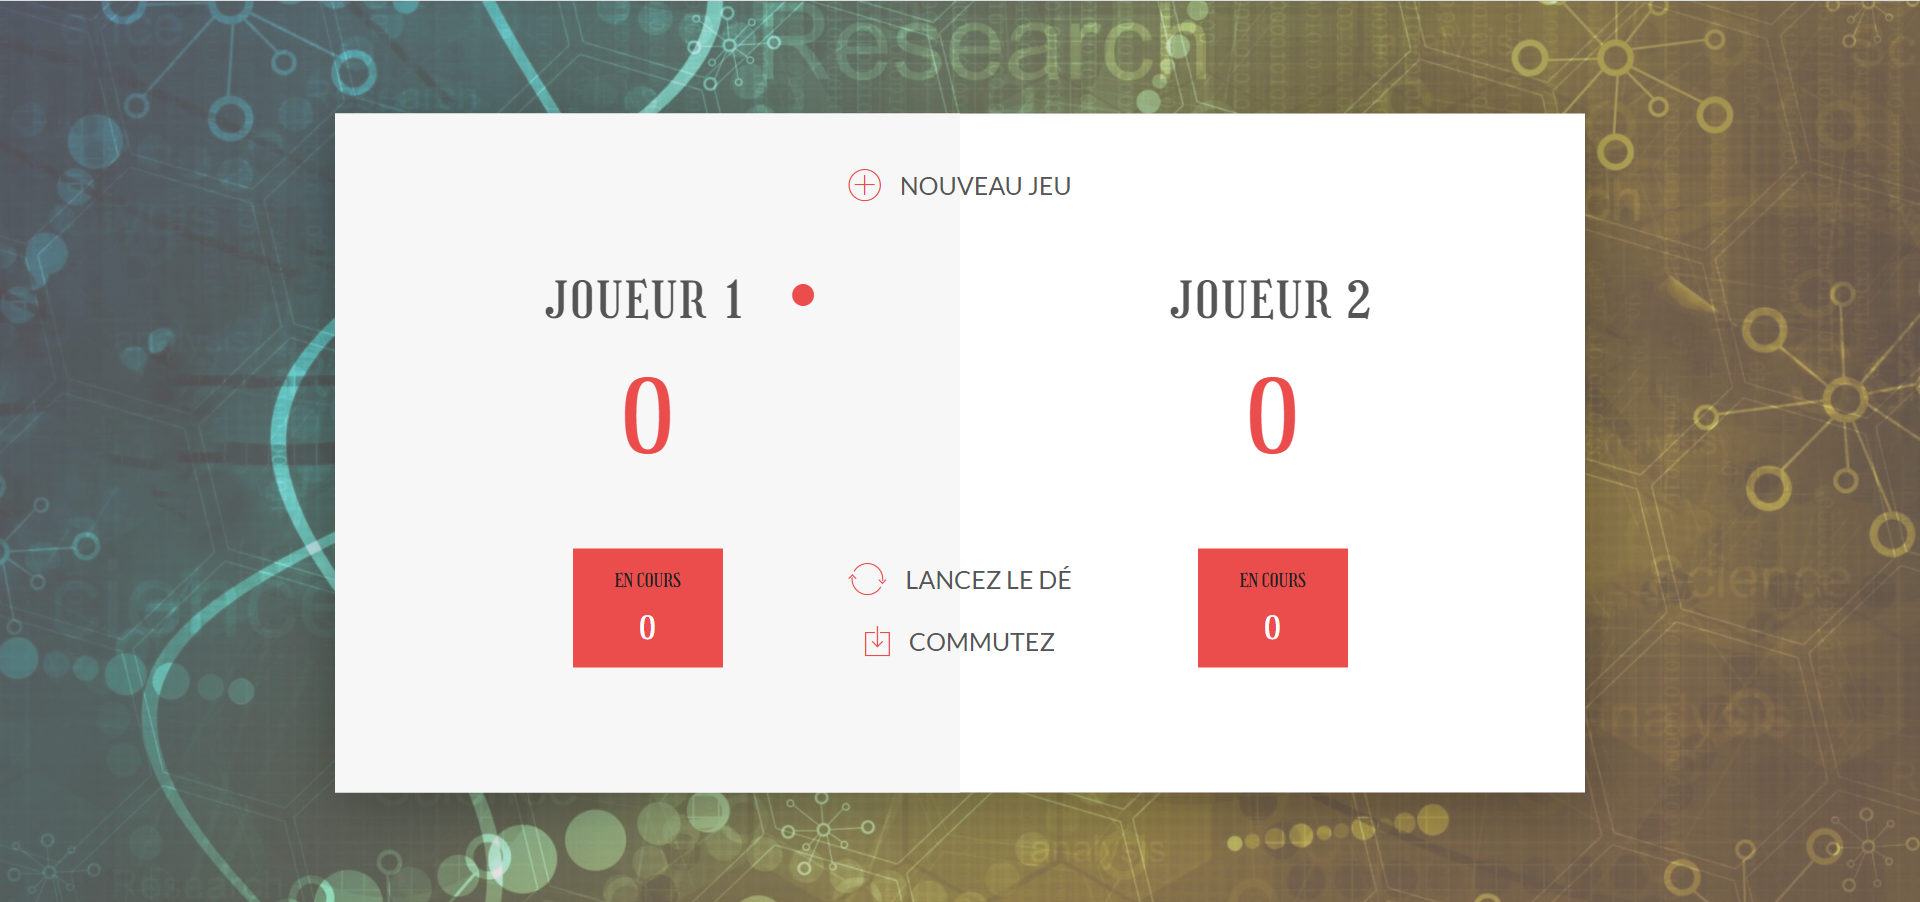 Research
NOUVEAU JEU
JOUEUR 1
JOUEUR 2
0
0
EN COURS
0
LANCEZ LE DÉ
COMMUTEZ
EN COURS
0
science
Science
analysis
analysis
Research